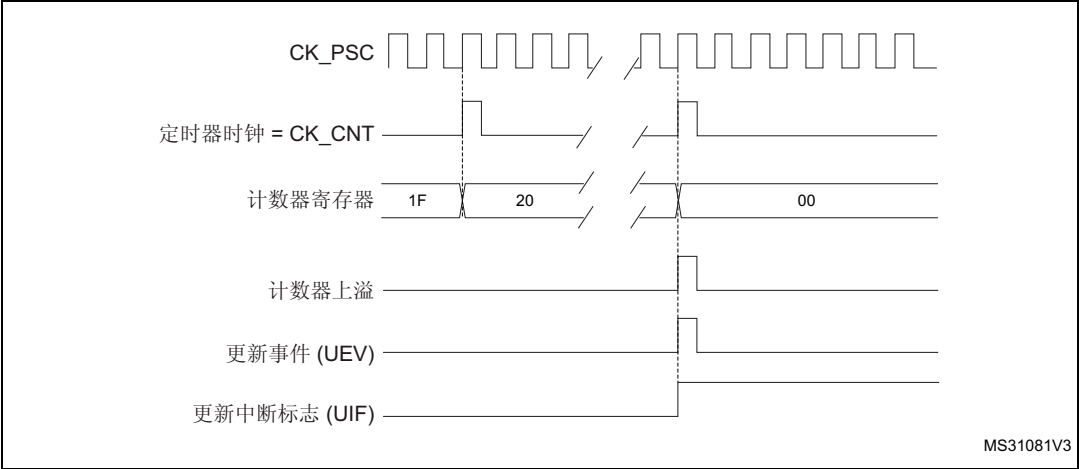 CK_PSC
定时器时钟 = CK_CNT
计数器寄存器
1F
20
00
计数器上溢
更新事件 (UEV)
更新中断标志 (UIF)
MS31081V3